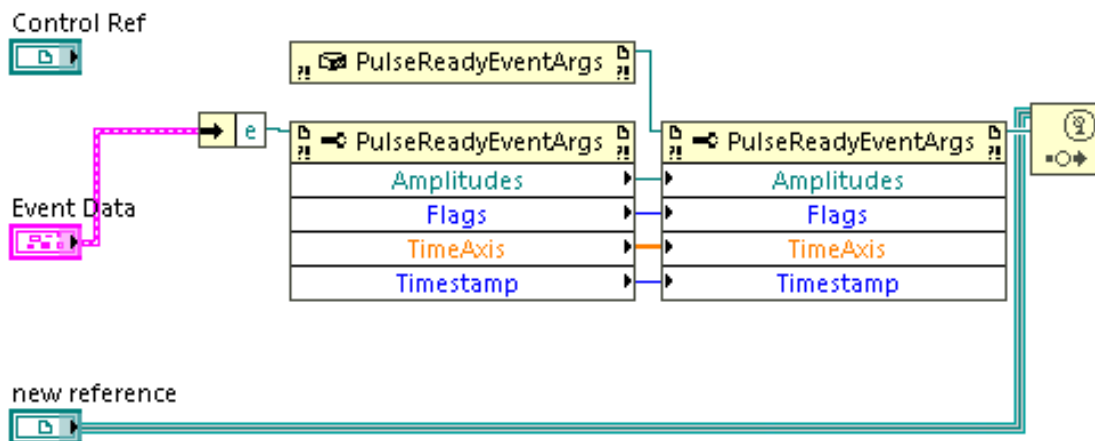 Control Ref
PulseReadyEventArgs
e
PulseReadyEventArgs
Amplitudes
Flags
TimeAxis
Timestamp
PulseReadyEventArgs
Amplitudes
Flags
TimeAxis
Timestamp
Event Data
new reference